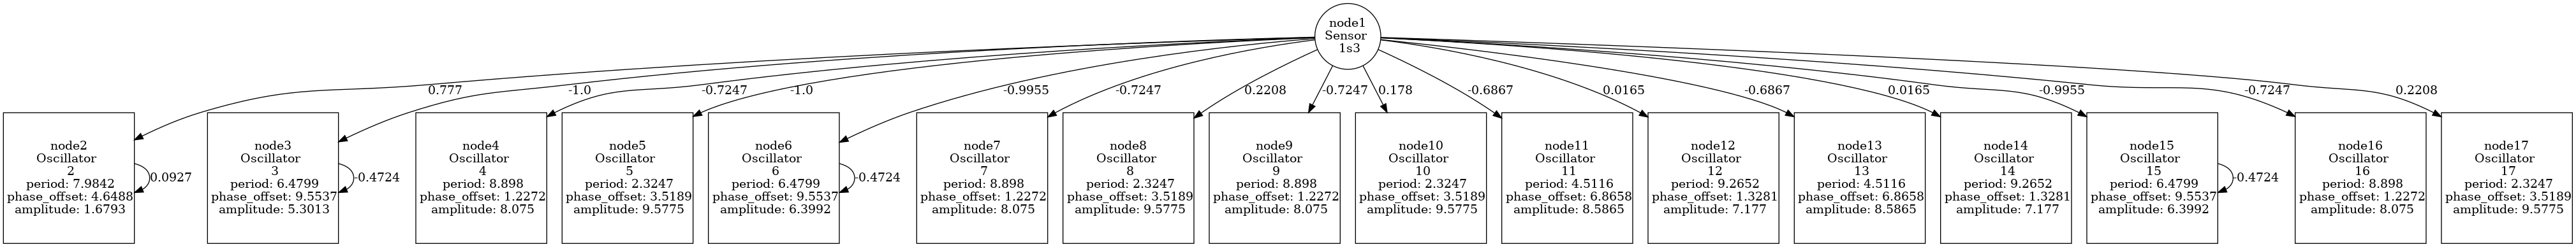 node1
Sensor
1s3
0.777
-1.0
-0.7247
-1.0
-0.9955
-0.7247
0.2208
-0.7247
0.178
-0.6867
0.0165
-0.6867
0.0165
-0.9955
-0.7247
0.2208
node2
Oscillator
2
period: 7.9842
phase_offset: 4.6488
amplitude: 1.6793
0.0927
node3
Oscillator
3
period: 6.4799
phase_offset: 9.5537
amplitude: 5.3013
-0.4724
node4
Oscillator
4
period: 8.898
phase_offset: 1.2272
amplitude: 8.075
node5
Oscillator
5
period: 2.3247
phase_offset: 3.5189
amplitude: 9.5775
node6
Oscillator
6
period: 6.4799
phase_offset: 9.5537
amplitude: 6.3992
-0.4724
node7
Oscillator
7
period: 8.898
phase_offset: 1.2272
amplitude: 8.075
node8
Oscillator
8
period: 2.3247
phase_offset: 3.5189
amplitude: 9.5775
node9
Oscillator
9
period: 8.898
phase_offset: 1.2272
amplitude: 8.075
node10
Oscillator
10
period: 2.3247
phase_offset: 3.5189
amplitude: 9.5775
node11
Oscillator
11
period: 4.5116
phase_offset: 6.8658
amplitude: 8.5865
node12
Oscillator
12
period: 9.2652
phase_offset: 1.3281
amplitude: 7.177
node13
Oscillator
13
period: 4.5116
phase_offset: 6.8658
amplitude: 8.5865
node14
Oscillator
14
period: 9.2652
phase_offset: 1.3281
amplitude: 7.177
node15
Oscillator
15
period: 6.4799
phase_offset: 9.5537
amplitude: 6.3992
-0.4724
node16
Oscillator
16
period: 8.898
phase_offset: 1.2272
amplitude: 8.075
node17
Oscillator
17
period: 2.3247
phase_offset: 3.5189
amplitude: 9.5775